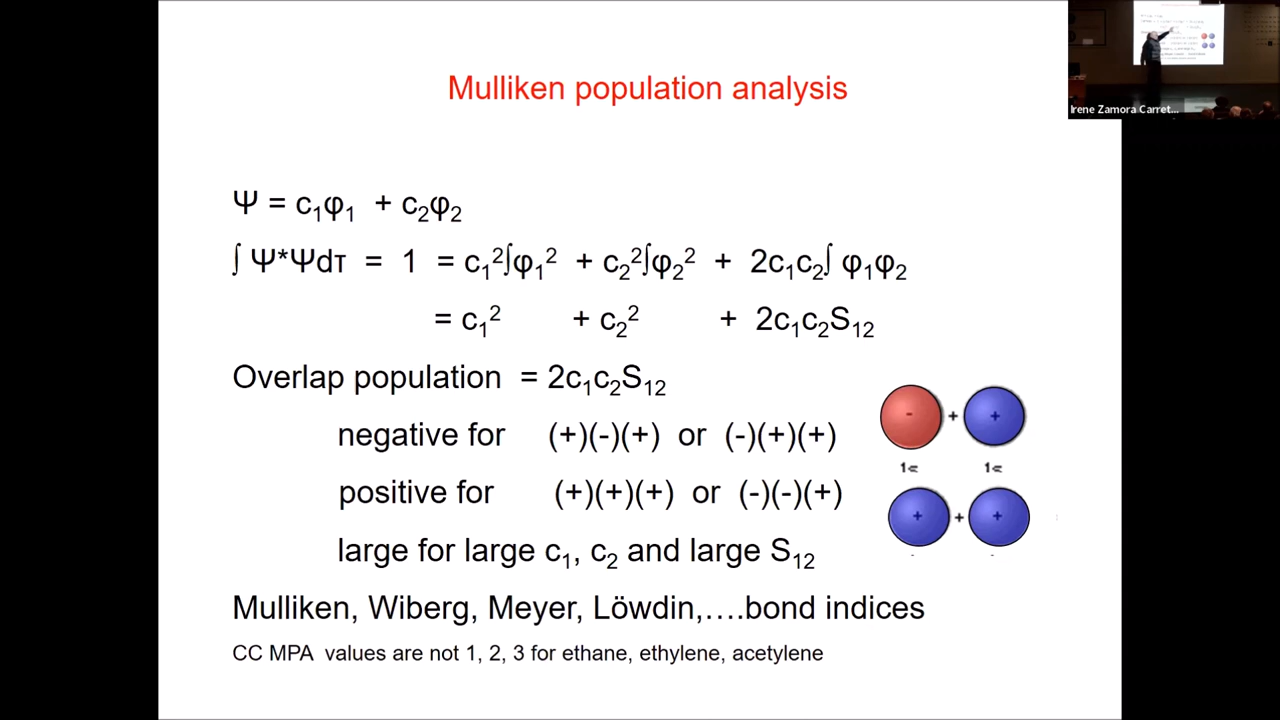 Mulliken population analysis
Irene Zamora Carret...
Ψ = c₁φ₁ + c₂φ₂
∫ Ψ*Ψdτ = 1 = c₁²∫φ₁² + c₂²∫φ₂² + 2c₁c₂∫ φ₁φ₂
= c₁² + c₂² + 2c₁c₂S₁₂
Overlap population = 2c₁c₂S₁₂
negative for (+)(-)(+) or (-)(+)(+)
- + +
positive for (+)(+)(+) or (-)(-)(+)
1s 1s
+ + +
large for large c₁, c₂ and large S₁₂
Mulliken, Wiberg, Meyer, Löwdin,....bond indices
CC MPA values are not 1, 2, 3 for ethane, ethylene, acetylene